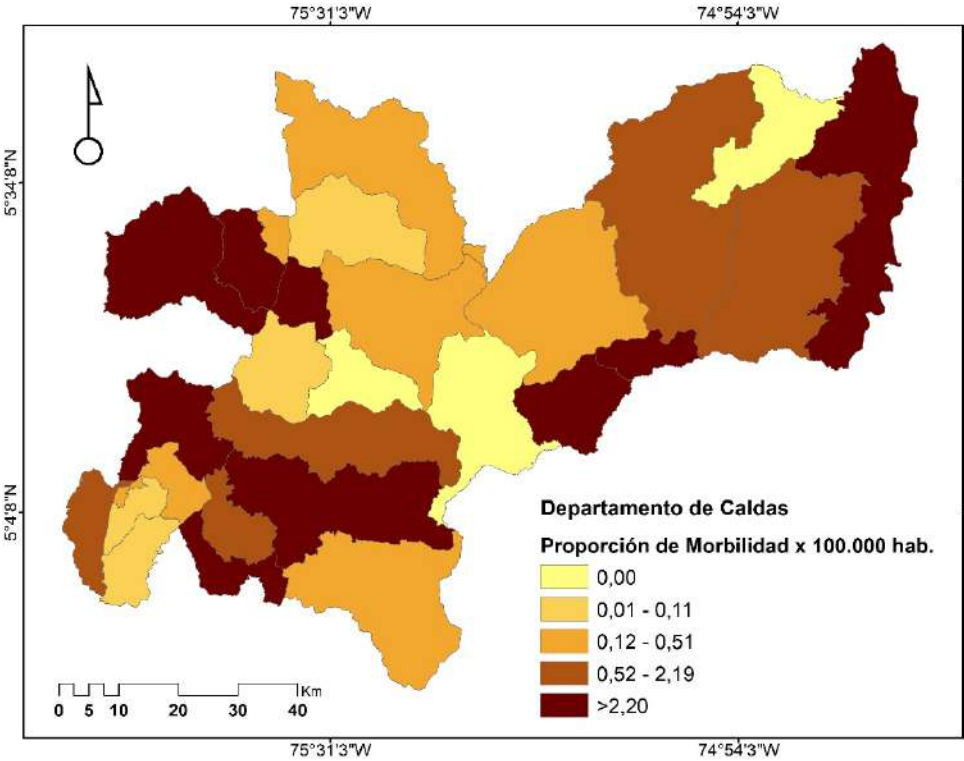 75°31'3"W
74°54'3"W
5°34'8"N
5°4'8"N
Departamento de Caldas
Proporción de Morbilidad x 100.000 hab.
0,00
0,01 - 0,11
0,12 - 0,51
0,52 - 2,19
>2,20
Km
0 5 10 20 30 40
75°31'3"W
74°54'3"W